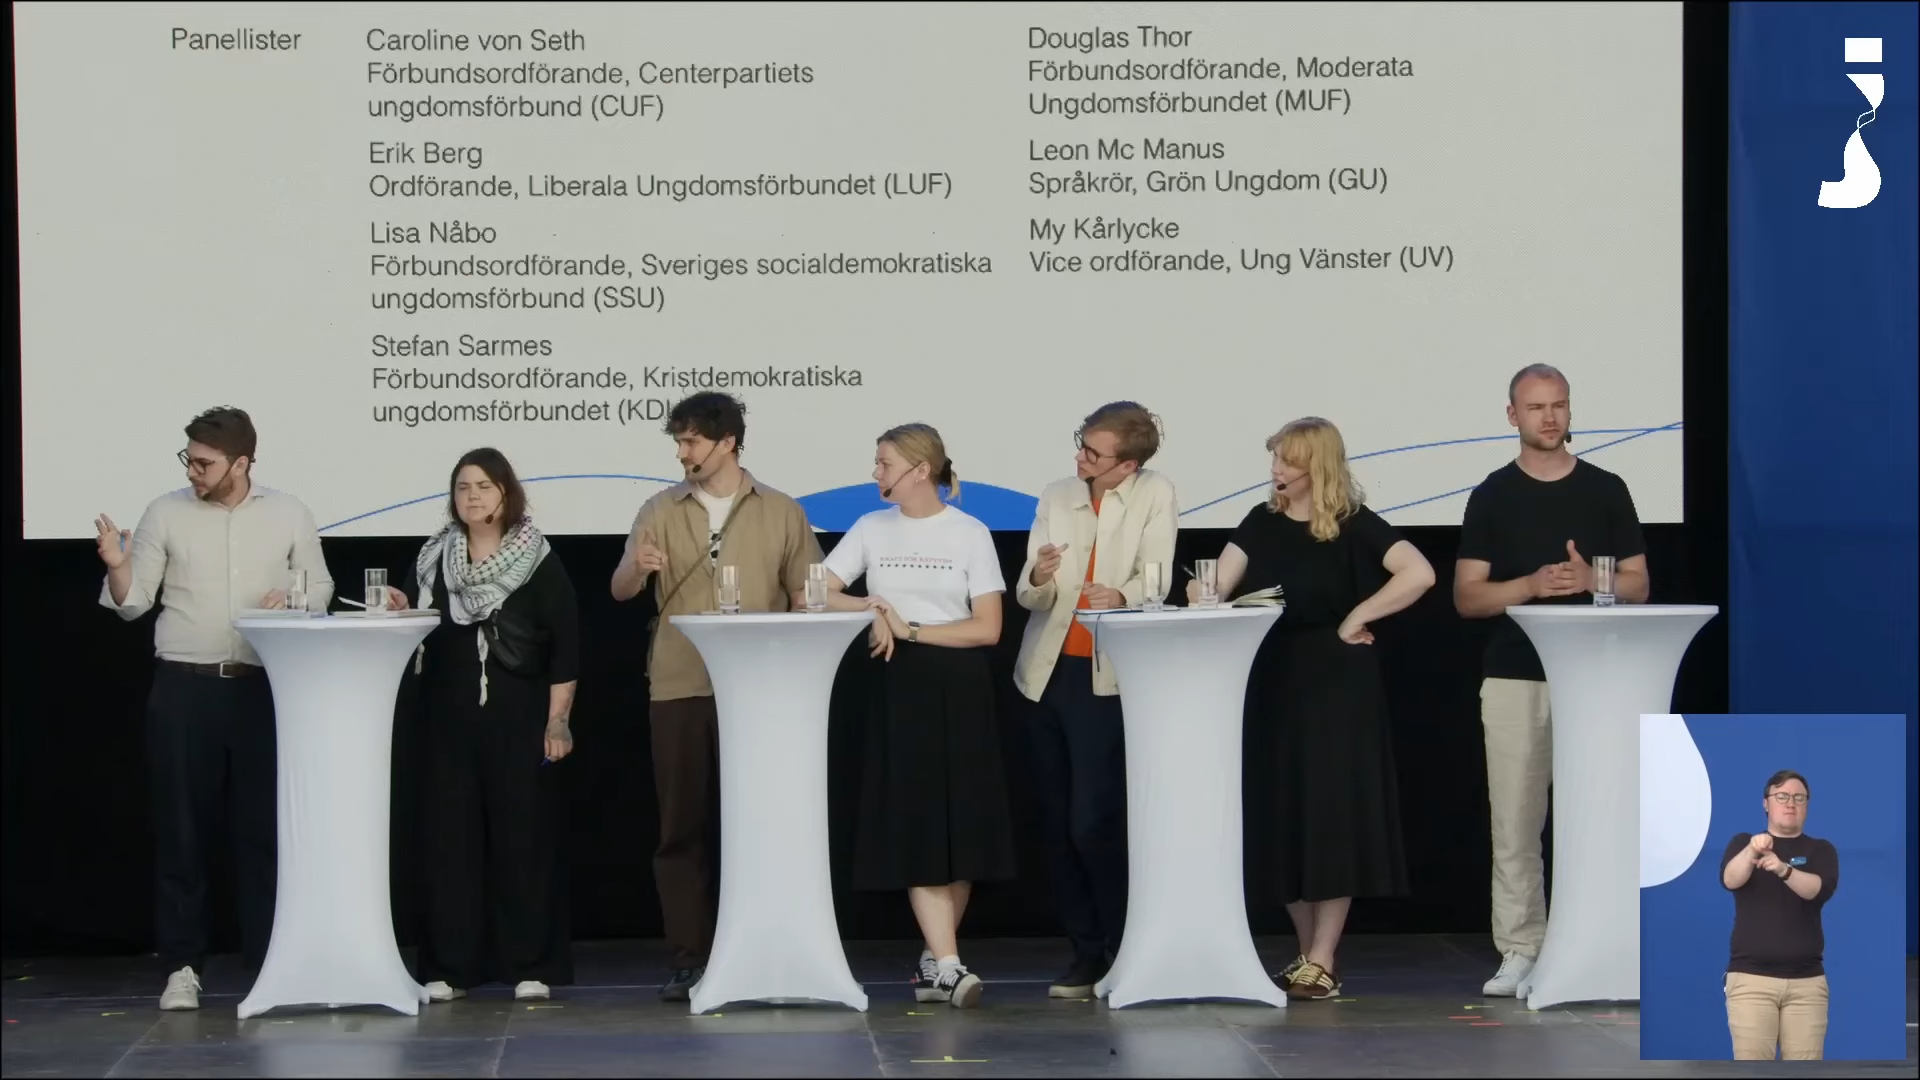 Panellister
Caroline von Seth
Förbundsordförande, Centerpartiets
ungdomsförbund (CUF)
Erik Berg
Ordförande, Liberala Ungdomsförbundet (LUF)
Lisa Nåbo
Förbundsordförande, Sveriges socialdemokratiska
ungdomsförbund (SSU)
Stefan Sarmes
Förbundsordförande, Kristdemokratiska
ungdomsförbundet (KDU
Douglas Thor
Förbundsordförande, Moderata
Ungdomsförbundet (MUF)
Leon Mc Manus
Språkrör, Grön Ungdom (GU)
My Kårlycke
Vice ordförande, Ung Vänster (UV)